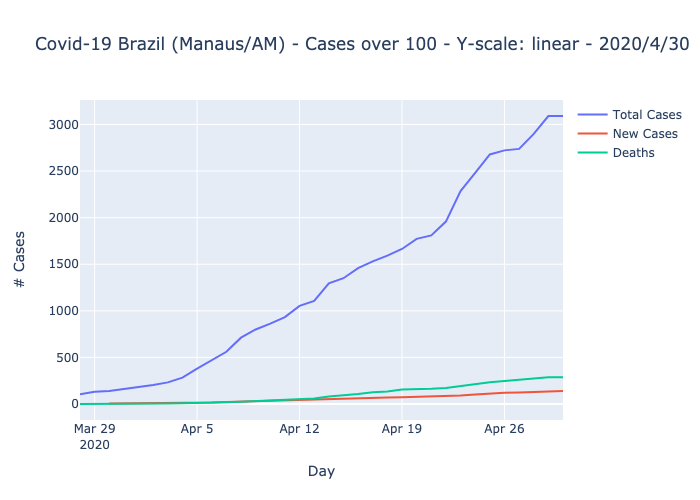 Covid-19 Brazil (Manaus/AM) - Cases over 100 - Y-scale: linear - 2020/4/30
Total Cases
New Cases
Deaths
# Cases
3000
2500
2000
1500
1000
500
0
Mar 29
2020
Apr 5
Apr 12
Apr 19
Apr 26
Day